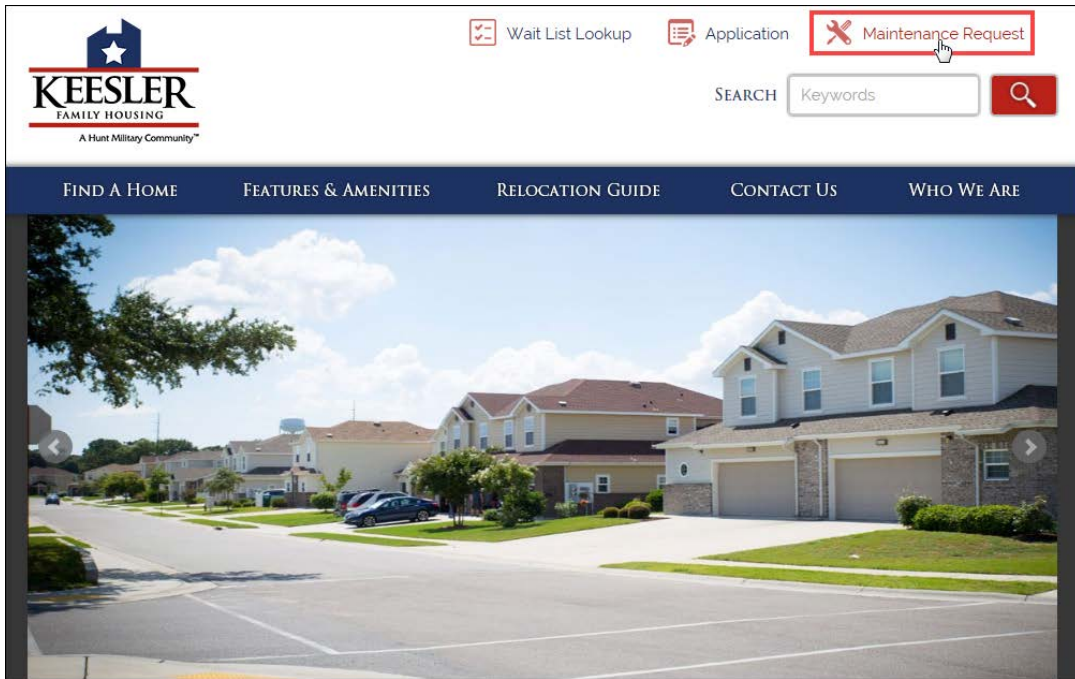 Wait List Lookup
Application
Maintenance Request
KEESLER
FAMILY HOUSING
A Hunt Military Community™
SEARCH
Keywords
FIND A HOME
FEATURES & AMENITIES
RELOCATION GUIDE
CONTACT US
WHO WE ARE